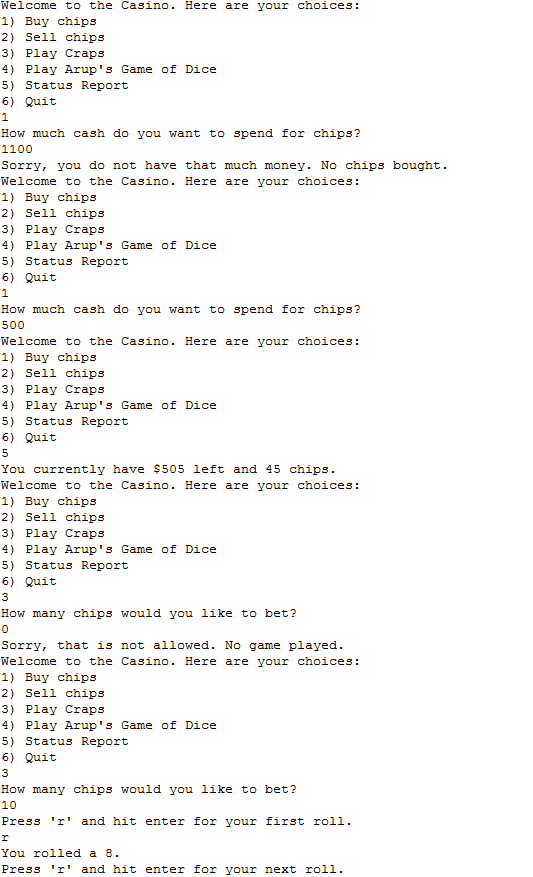 Welcome to the Casino. Here are your choices:
1) Buy chips
2) Sell chips
3) Play Craps
4) Play Arup's Game of Dice
5) Status Report
6) Quit
1
How much cash do you want to spend for chips?
1100
Sorry, you do not have that much money. No chips bought.
Welcome to the Casino. Here are your choices:
1) Buy chips
2) Sell chips
3) Play Craps
4) Play Arup's Game of Dice
5) Status Report
6) Quit
1
How much cash do you want to spend for chips?
500
Welcome to the Casino. Here are your choices:
1) Buy chips
2) Sell chips
3) Play Craps
4) Play Arup's Game of Dice
5) Status Report
6) Quit
5
You currently have $505 left and 45 chips.
Welcome to the Casino. Here are your choices:
1) Buy chips
2) Sell chips
3) Play Craps
4) Play Arup's Game of Dice
5) Status Report
6) Quit
3
How many chips would you like to bet?
0
Sorry, that is not allowed. No game played.
Welcome to the Casino. Here are your choices:
1) Buy chips
2) Sell chips
3) Play Craps
4) Play Arup's Game of Dice
5) Status Report
6) Quit
3
How many chips would you like to bet?
10
Press 'r' and hit enter for your first roll.
r
You rolled a 8.
Press 'r' and hit enter for your next roll.